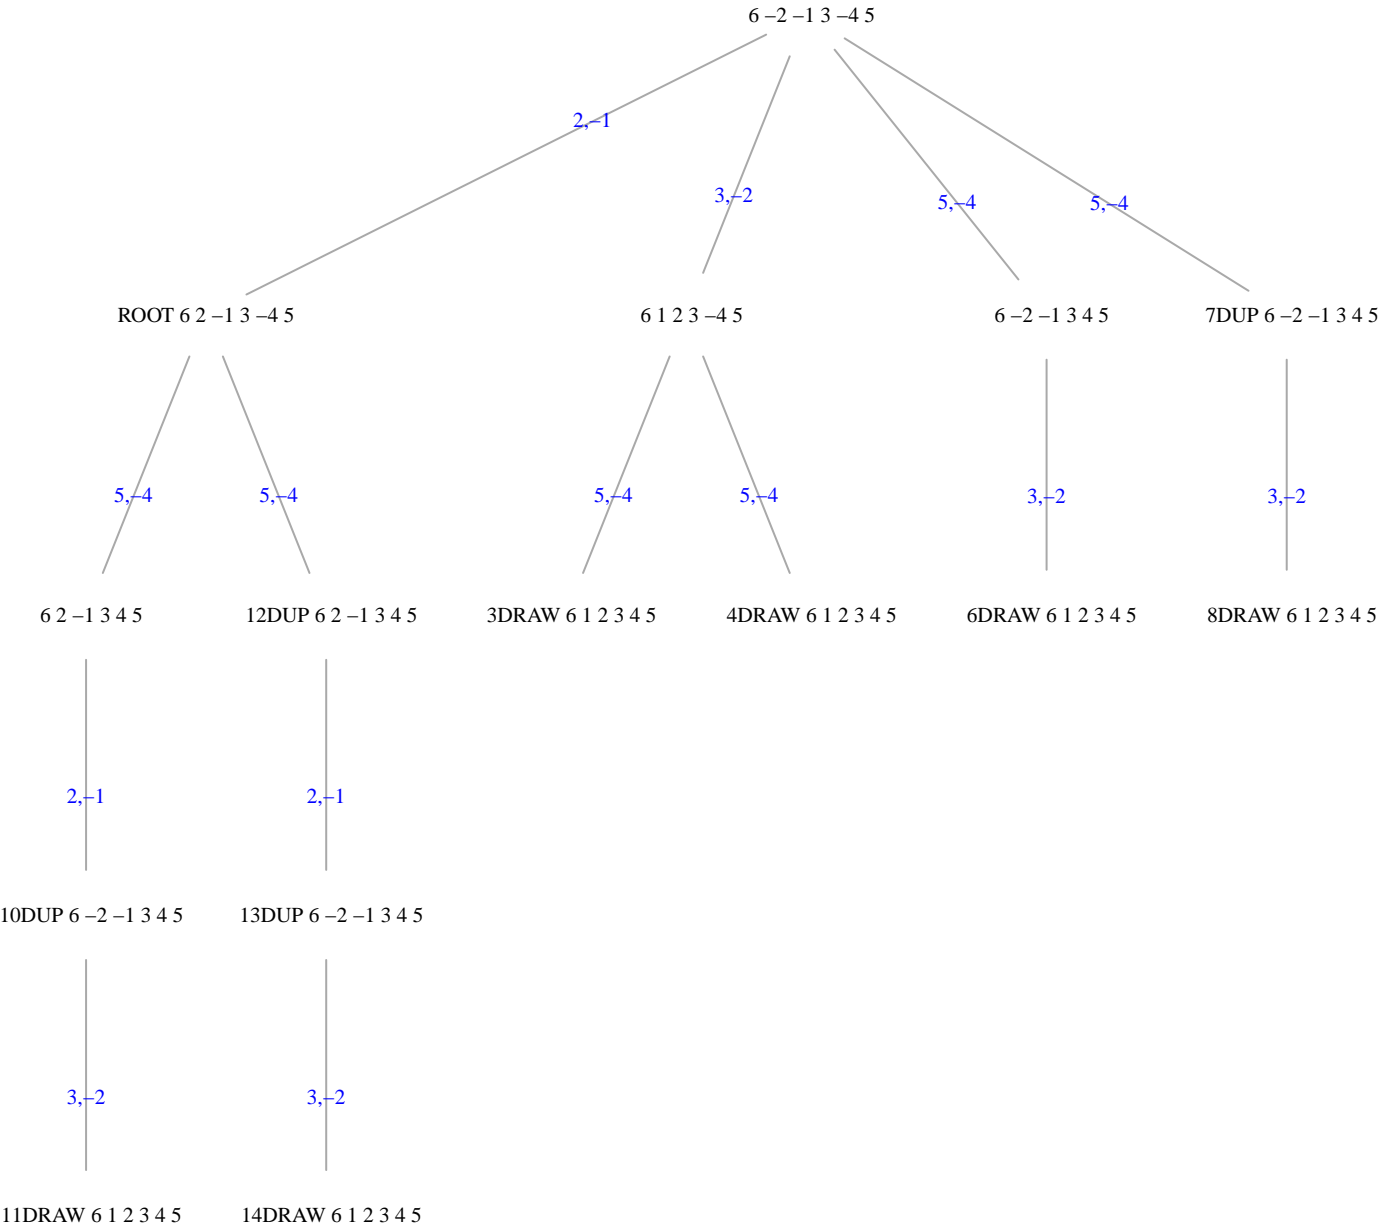 6 –2 –1 3 –4 5
2,–1
3,–2
5,–4
5,–4
ROOT 6 2 –1 3 –4 5
6 1 2 3 –4 5
6 –2 –1 3 4 5
7DUP 6 –2 –1 3 4 5
5,–4
5,–4
5,–4
5,–4
3,–2
3,–2
6 2 –1 3 4 5
12DUP 6 2 –1 3 4 5
3DRAW 6 1 2 3 4 5
4DRAW 6 1 2 3 4 5
6DRAW 6 1 2 3 4 5
8DRAW 6 1 2 3 4 5
2,–1
2,–1
10DUP 6 –2 –1 3 4 5
13DUP 6 –2 –1 3 4 5
3,–2
3,–2
11DRAW 6 1 2 3 4 5
14DRAW 6 1 2 3 4 5